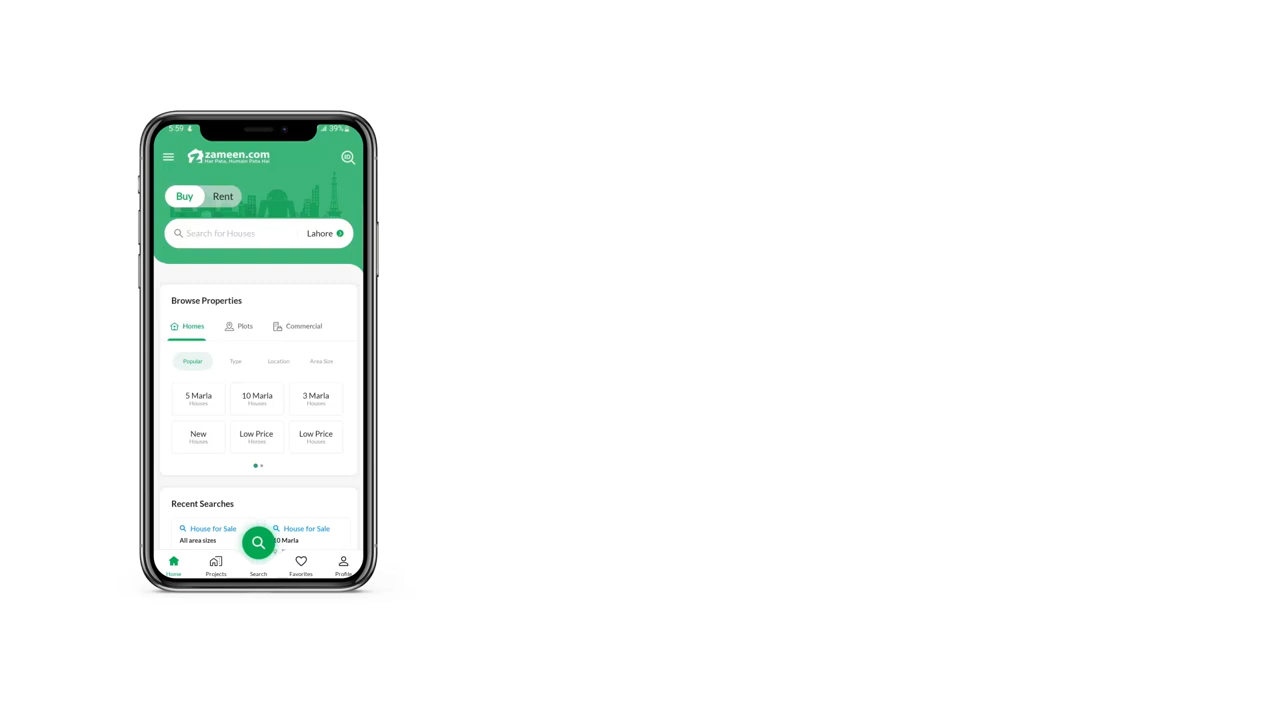 5:59 39%
zameen.com
Har Pata, Humain Pata Hai
Buy Rent
Search for Houses Lahore
Browse Properties
Homes Plots Commercial
Popular Type Location Area Size
5 Marla 10 Marla 3 Marla
Houses Houses Houses
New Low Price Low Price
Houses Homes Houses
Recent Searches
House for Sale House for Sale
All area sizes 10 Marla
Home Projects Search Favorites Profile